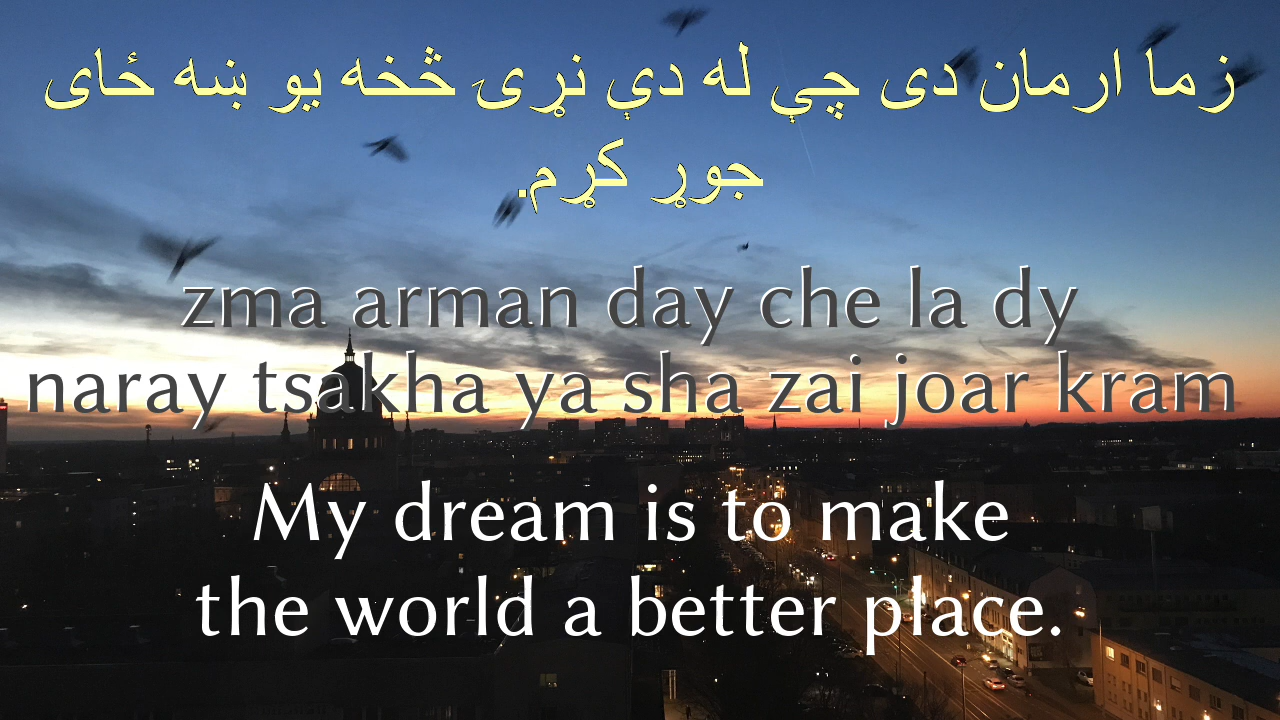 زما ارمان دی چې له دې نړۍ څخه يو ښه ځای
جوړ کړم.
zma arman day che la dy
naray tsakha ya sha zai joar kram
My dream is to make
the world a better place.